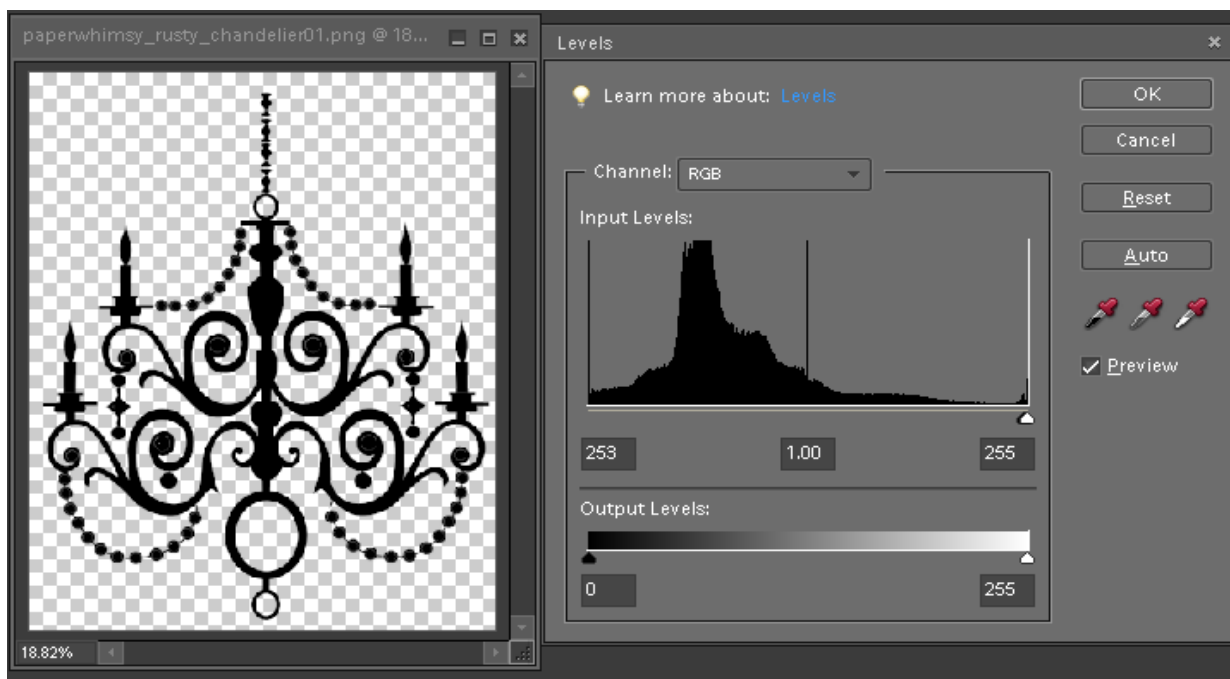 paperwhimsy_rusty_chandelier01.png @ 18...
18.82%
Levels
Learn more about: Levels
Channel: RGB
Input Levels:
253 1.00 255
Output Levels:
0 255
OK
Cancel
Reset
Auto
Preview